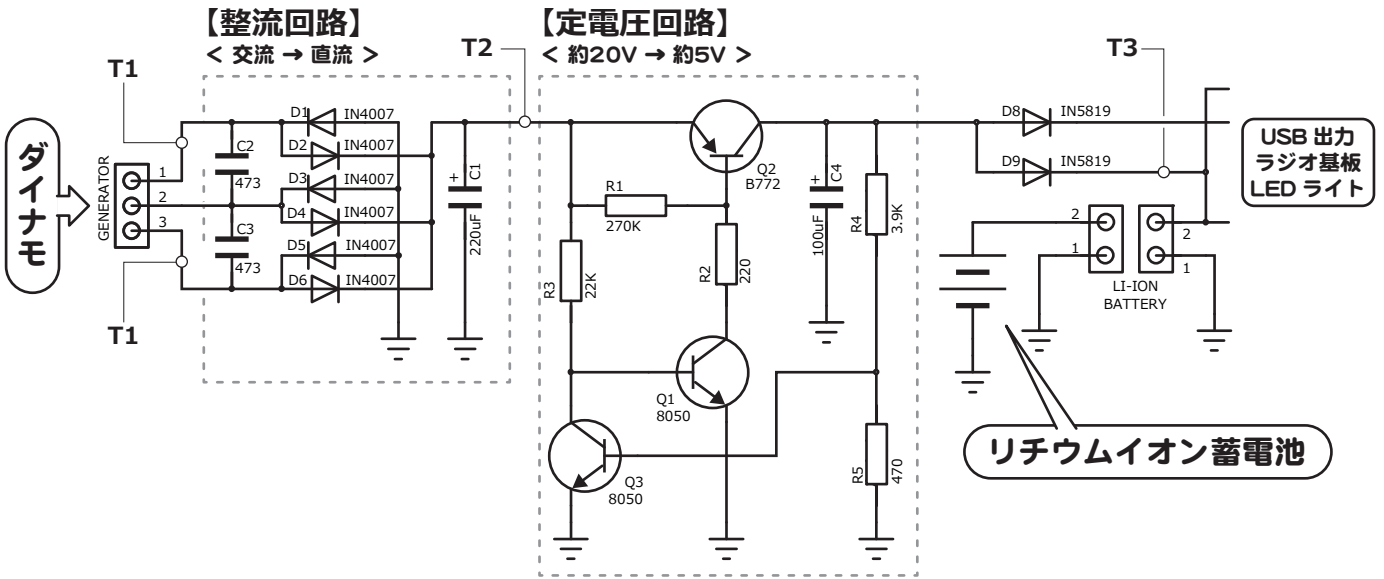 【整流回路】
< 交流 → 直流 >
【定電圧回路】
< 約20V → 約5V >
T1
T2
T3
ダイナモ
GENERATOR
1
2
3
T1
C2
473
C3
473
D1
IN4007
D2
IN4007
D3
IN4007
D4
IN4007
D5
IN4007
D6
IN4007
+
C1
220uF
R1
270K
R3
22K
Q2
B772
R2
220
Q1
8050
Q3
8050
+
C4
100uF
R4
3.9K
R5
470
D8
IN5819
D9
IN5819
USB 出力
ラジオ基板
LED ライト
2
1
2
1
LI-ION
BATTERY
リチウムイオン蓄電池